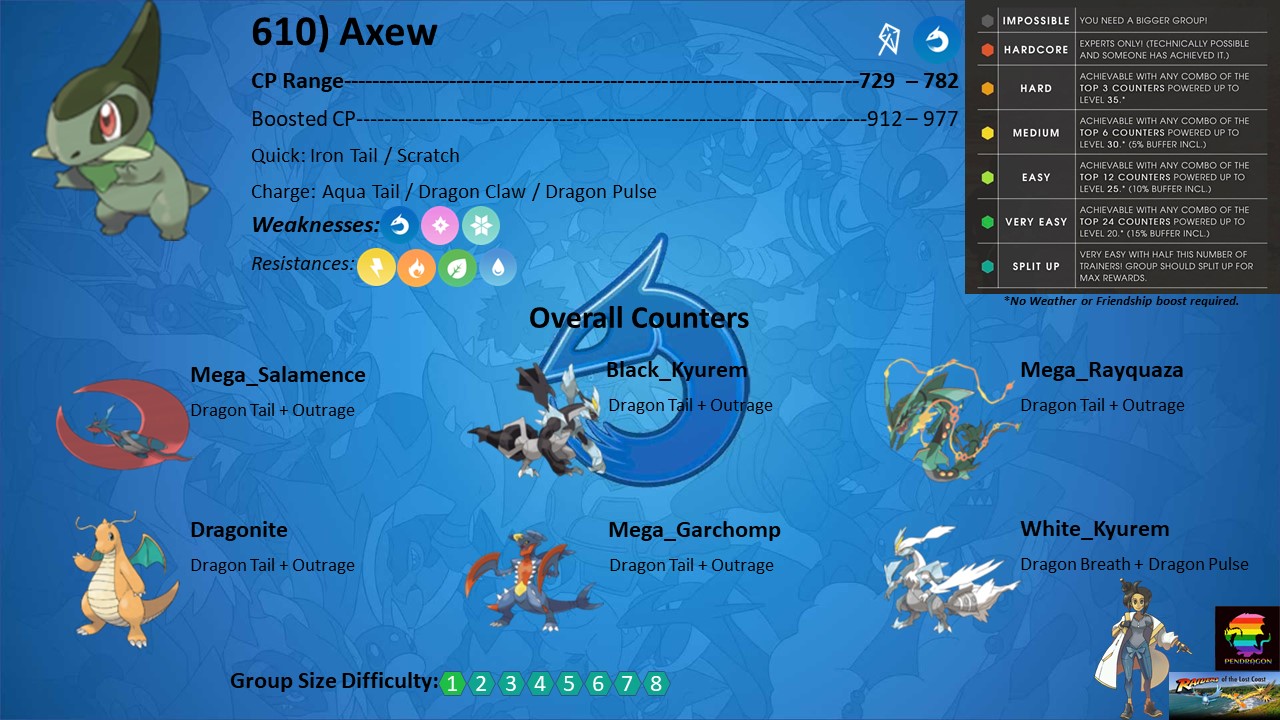 610) Axew
CP Range---729 – 782
Boosted CP---912 – 977
Quick: Iron Tail / Scratch
Charge: Aqua Tail / Dragon Claw / Dragon Pulse
Weaknesses:
Resistances:
IMPOSSIBLE YOU NEED A BIGGER GROUP!
HARDCORE EXPERTS ONLY! (TECHNICALLY POSSIBLE
AND SOMEONE HAS ACHIEVED IT.)
HARD ACHIEVABLE WITH ANY COMBO OF THE
TOP 3 COUNTERS POWERED UP TO
LEVEL 35.*
MEDIUM ACHIEVABLE WITH ANY COMBO OF THE
TOP 6 COUNTERS POWERED UP TO
LEVEL 30.* (5% BUFFER INCL.)
EASY ACHIEVABLE WITH ANY COMBO OF THE
TOP 12 COUNTERS POWERED UP TO
LEVEL 25.* (10% BUFFER INCL.)
VERY EASY ACHIEVABLE WITH ANY COMBO OF THE
TOP 24 COUNTERS POWERED UP TO
LEVEL 20.* (15% BUFFER INCL.)
SPLIT UP VERY EASY WITH HALF THIS NUMBER OF
TRAINERS! GROUP SHOULD SPLIT UP FOR
MAX REWARDS.
*No Weather or Friendship boost required.
Overall Counters
Mega_Salamence
Dragon Tail + Outrage
Black_Kyurem
Dragon Tail + Outrage
Mega_Rayquaza
Dragon Tail + Outrage
Dragonite
Dragon Tail + Outrage
Mega_Garchomp
Dragon Tail + Outrage
White_Kyurem
Dragon Breath + Dragon Pulse
Group Size Difficulty: 1 2 3 4 5 6 7 8
PENDRAGON
RAIDERS of the Lost Coast